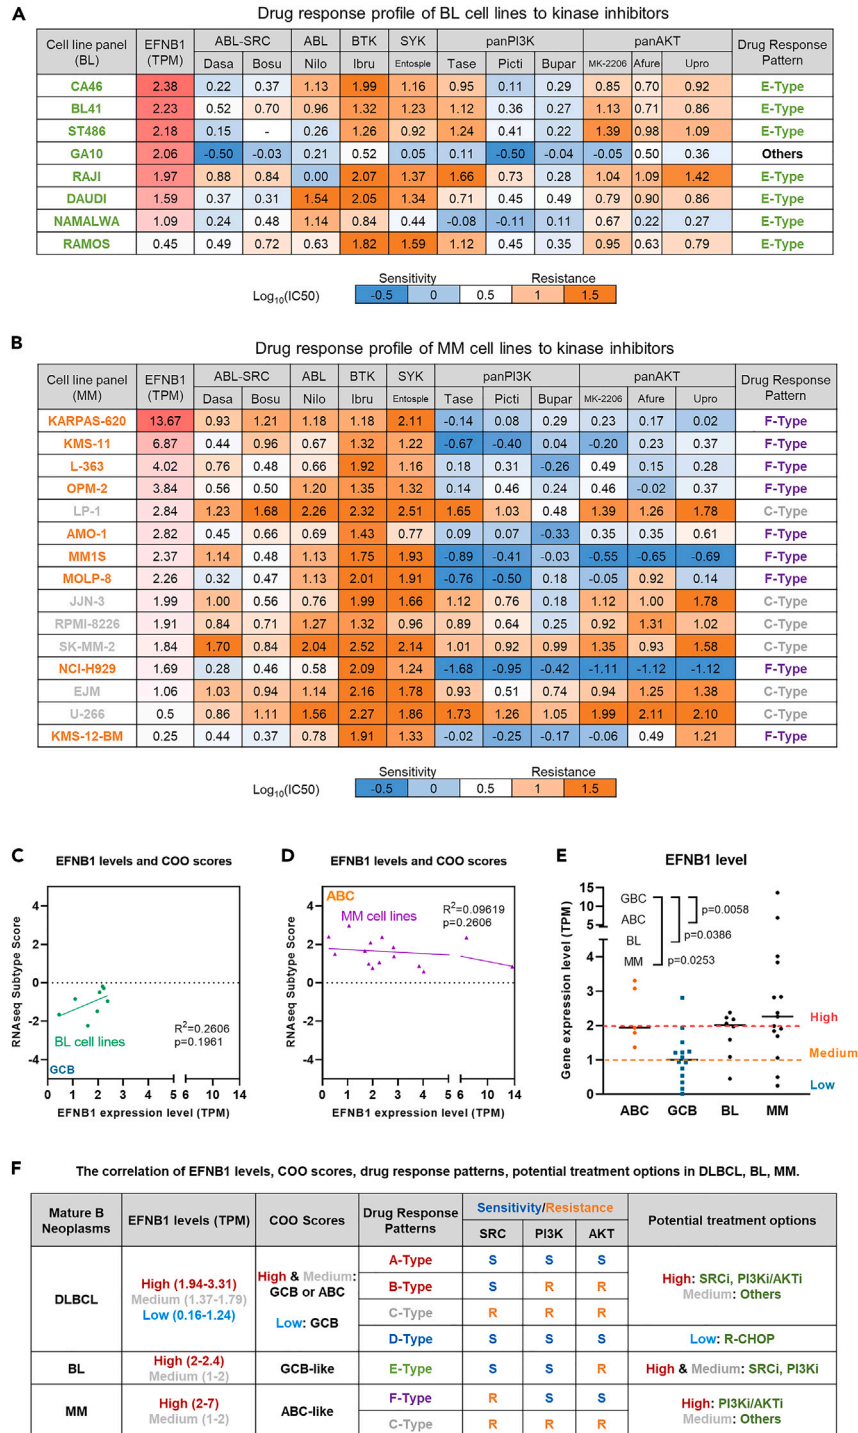 A
Drug response profile of BL cell lines to kinase inhibitors
Cell line panel (BL) EFNB1 (TPM) ABL-SRC ABL BTK SYK panPI3K panAKT Drug Response Pattern
Dasa Bosu Nilo Ibru Entosple Tase Picti Bupar MK-2206 Afure Upro
CA46 2.38 0.22 0.37 1.13 1.99 1.16 0.95 0.11 0.29 0.85 0.70 0.92 E-Type
BL41 2.23 0.52 0.70 0.96 1.32 1.23 1.12 0.36 0.27 1.13 0.71 0.86 E-Type
ST486 2.18 0.15 - 0.26 1.26 0.92 1.24 0.41 0.22 1.39 0.98 1.09 E-Type
GA10 2.06 -0.50 -0.03 0.21 0.52 0.05 0.11 -0.50 -0.04 -0.05 0.50 0.36 Others
RAJI 1.97 0.88 0.84 0.00 2.07 1.37 1.66 0.73 0.28 1.04 1.09 1.42 E-Type
DAUDI 1.59 0.37 0.31 1.54 2.05 1.34 0.71 0.45 0.49 0.79 0.90 0.86 E-Type
NAMALWA 1.09 0.24 0.48 1.14 0.84 0.44 -0.08 -0.11 0.11 0.67 0.22 0.27 E-Type
RAMOS 0.45 0.49 0.72 0.63 1.82 1.59 1.12 0.45 0.35 0.95 0.63 0.79 E-Type
Sensitivity Resistance
Log10(IC50) -0.5 0 0.5 1 1.5
B
Drug response profile of MM cell lines to kinase inhibitors
Cell line panel (MM) EFNB1 (TPM) ABL-SRC ABL BTK SYK panPI3K panAKT Drug Response Pattern
Dasa Bosu Nilo Ibru Entosple Tase Picti Bupar MK-2206 Afure Upro
KARPAS-620 13.67 0.93 1.21 1.18 1.18 2.11 -0.14 0.08 0.29 0.23 0.17 0.02 F-Type
KMS-11 6.87 0.44 0.96 0.67 1.32 1.22 -0.67 -0.40 0.04 -0.20 0.23 0.37 F-Type
L-363 4.02 0.76 0.48 0.66 1.92 1.16 0.18 0.31 -0.26 0.49 0.15 0.28 F-Type
OPM-2 3.84 0.56 0.50 1.20 1.35 1.32 0.14 0.46 0.24 0.46 -0.02 0.37 F-Type
LP-1 2.84 1.23 1.68 2.26 2.32 2.51 1.65 1.03 0.48 1.39 1.26 1.78 C-Type
AMO-1 2.82 0.45 0.66 0.69 1.43 0.77 0.09 0.07 -0.33 0.35 0.35 0.61 F-Type
MM1S 2.37 1.14 0.48 1.13 1.75 1.93 -0.89 -0.41 -0.03 -0.55 -0.65 -0.69 F-Type
MOLP-8 2.26 0.32 0.47 1.13 2.01 1.91 -0.76 -0.50 0.18 -0.05 0.92 0.14 F-Type
JJN-3 1.99 1.00 0.56 0.76 1.99 1.66 1.12 0.76 0.18 1.12 1.00 1.78 C-Type
RPMI-8226 1.91 0.84 0.71 1.27 1.32 0.96 0.89 0.64 0.25 0.92 1.31 1.02 C-Type
SK-MM-2 1.84 1.70 0.84 2.04 2.52 2.14 1.01 0.92 0.99 1.35 0.93 1.58 C-Type
NCI-H929 1.69 0.28 0.46 0.58 2.09 1.24 -1.68 -0.95 -0.42 -1.11 -1.12 -1.12 F-Type
EJM 1.06 1.03 0.94 1.14 2.16 1.78 0.93 0.51 0.74 0.94 1.25 1.38 C-Type
U-266 0.5 0.86 1.11 1.56 2.27 1.86 1.73 1.26 1.05 1.99 2.11 2.10 C-Type
KMS-12-BM 0.25 0.44 0.37 0.78 1.91 1.33 -0.02 -0.25 -0.17 -0.06 0.49 1.21 F-Type
Sensitivity Resistance
Log10(IC50) -0.5 0 0.5 1 1.5
C
EFNB1 levels and COO scores
RNAseq Subtype Score
4
2
0
-2
-4
BL cell lines
R2=0.2606
p=0.1961
GCB
0 1 2 3 4 5 6 14
EFNB1 expression level (TPM)
D
EFNB1 levels and COO scores
RNAseq Subtype Score
4
2
0
-2
-4
ABC
MM cell lines
R2=0.09619
p=0.2606
0 1 2 3 4 5 6 14
EFNB1 expression level (TPM)
E
EFNB1 level
Gene expression level (TPM)
15
10
5
4
3
2
1
0
GBC
ABC
BL
MM
p=0.0058
p=0.0386
p=0.0253
High
Medium
Low
ABC GCB BL MM
F
The correlation of EFNB1 levels, COO scores, drug response patterns, potential treatment options in DLBCL, BL, MM.
Mature B Neoplasms EFNB1 levels (TPM) COO Scores Drug Response Patterns Sensitivity/Resistance Potential treatment options
SRC PI3K AKT
DLBCL
High (1.94-3.31)
Medium (1.37-1.79)
Low (0.16-1.24)
High & Medium:
GCB or ABC
Low: GCB
A-Type S S S
B-Type S R R
C-Type R R R
D-Type S S S
High: SRCi, PI3Ki/AKTi
Medium: Others
Low: R-CHOP
BL
High (2-2.4)
Medium (1-2)
GCB-like
E-Type S S R
High & Medium: SRCi, PI3Ki
MM
High (2-7)
Medium (1-2)
ABC-like
F-Type R S S
C-Type R R R
High: PI3Ki/AKTi
Medium: Others